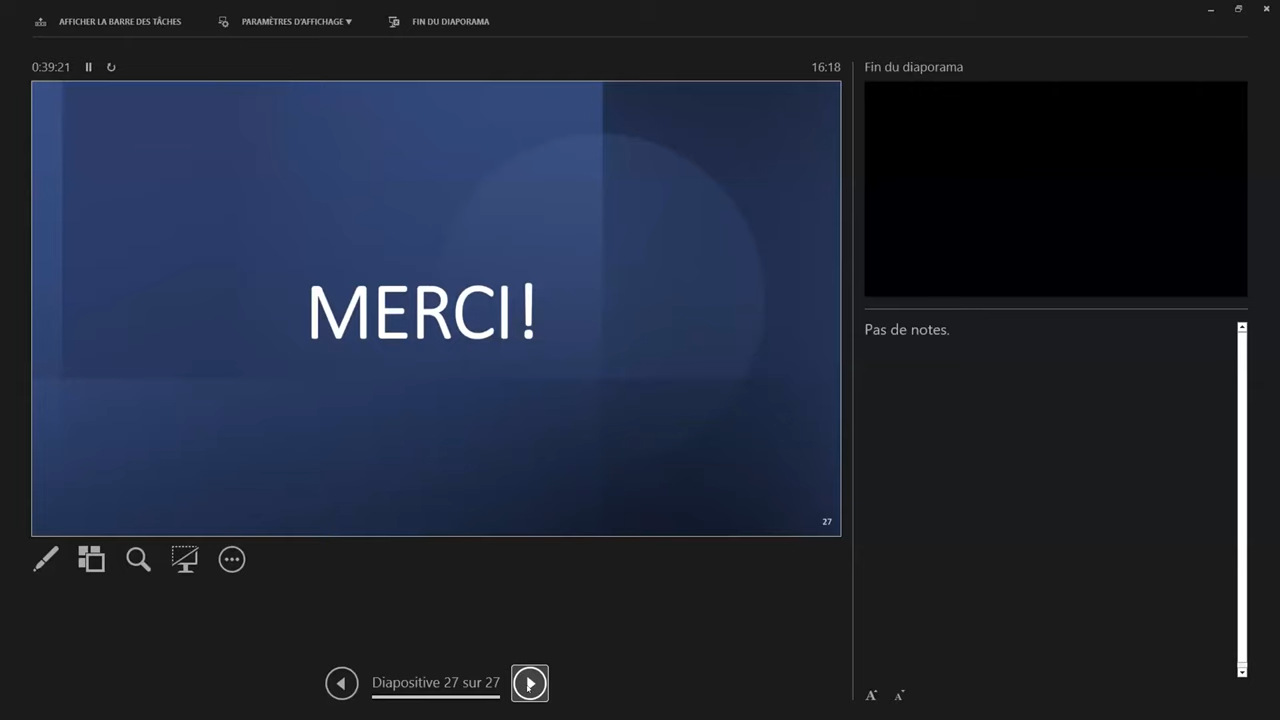 AFFICHER LA BARRE DES TÂCHES
PARAMÈTRES D'AFFICHAGE ▼
FIN DU DIAPORAMA
0:39:21
16:18
MERCI !
27
Fin du diaporama
Pas de notes.
Diapositive 27 sur 27
A
A